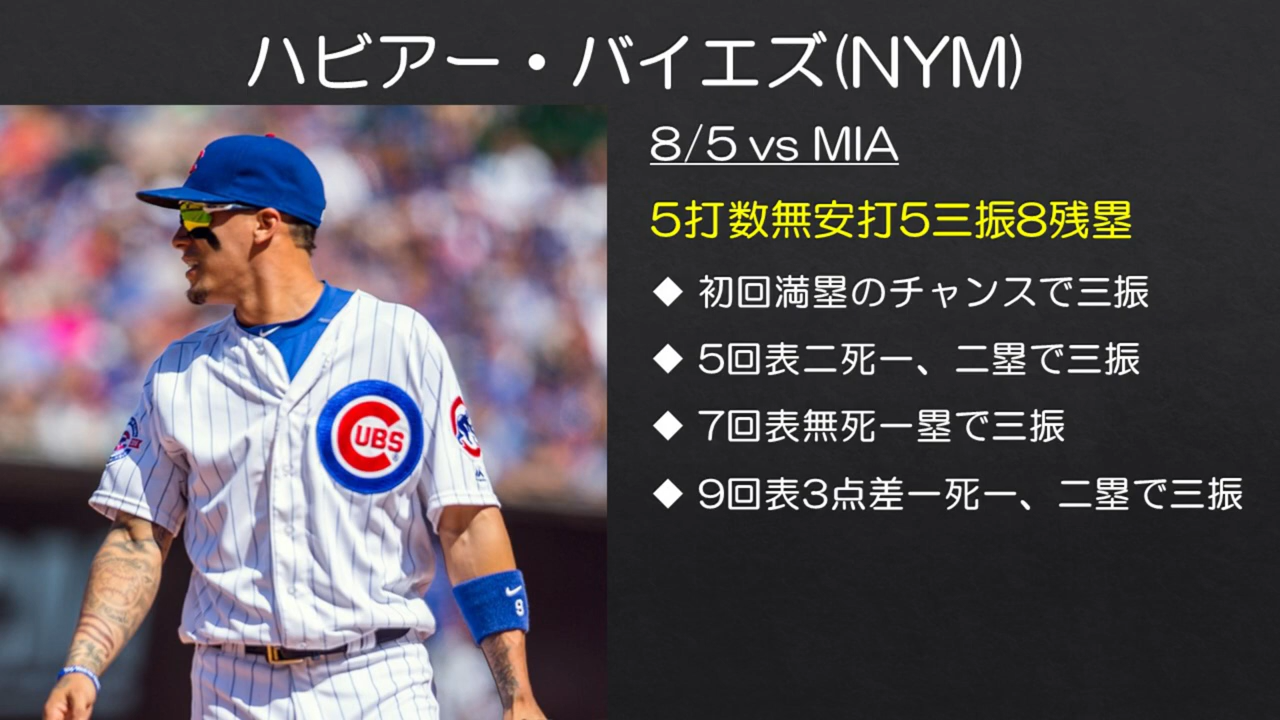 ハビアー・バイエズ(NYM)
8/5 vs MIA
5打数無安打5三振8残塁
◆ 初回満塁のチャンスで三振
◆ 5回表二死一、二塁で三振
◆ 7回表無死一塁で三振
◆ 9回表3点差一死一、二塁で三振
CUBS
9